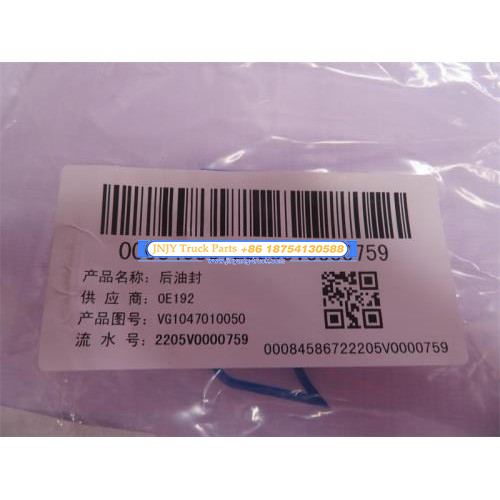 JNJY Truck Parts +86 18754130588
产品名称: 后油封
供 应 商: 0E192
产品图号: VG1047010050
流 水 号: 2205V0000759
00084586722205V0000759